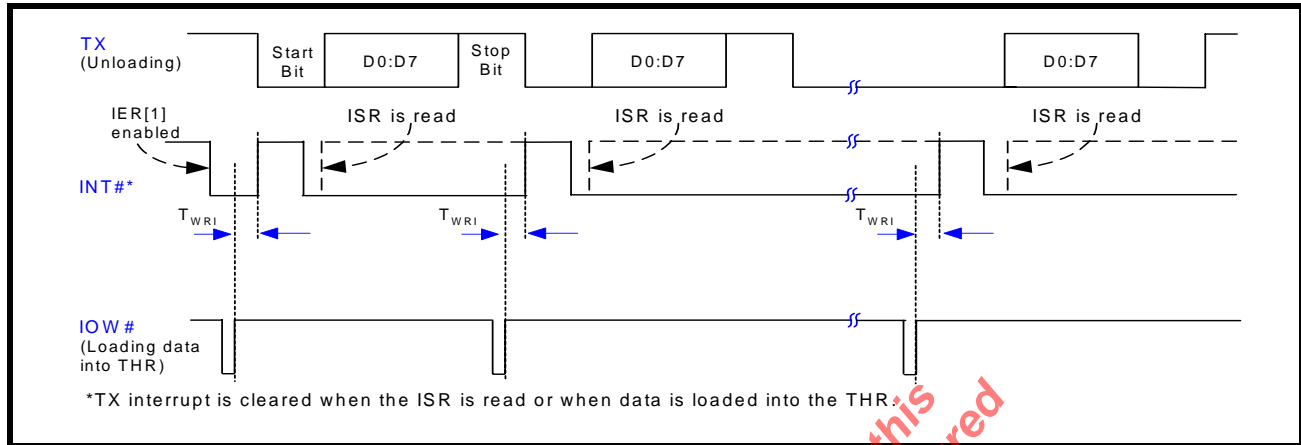 TX
(Unloading)
Start
Bit
D0:D7
Stop
Bit
D0:D7
D0:D7
IER[1]
enabled
ISR is read
ISR is read
ISR is read
INT#*
TWRI
TWRI
TWRI
IOW#
(Loading data
into THR)
*TX interrupt is cleared when the ISR is read or when data is loaded into the THR.
this